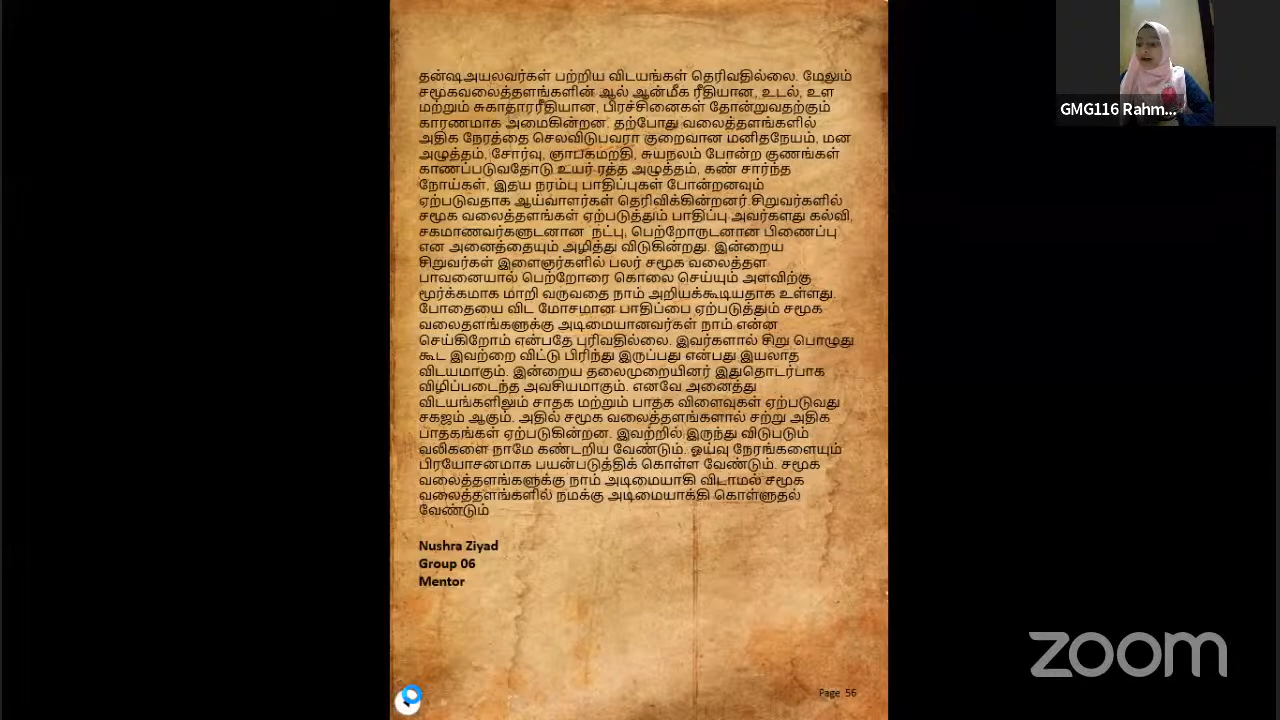 தன்ஷஅயலவர்கள் பற்றிய விடயங்கள் தெரிவதில்லை. மேலும்
சமூகவலைத்தளங்களின் ஆல் ஆன்மீக ரீதியான, உடல், உள
மற்றும் சுகாதாரரீதியான, பிரச்சினைகள் தோன்றுவதற்கும்
காரணமாக அமைகின்றன. தற்போது வலைத்தளங்களில்
அதிக நேரத்தை செலவிடுபவரா குறைவான மனிதநேயம், மன
அழுத்தம், சோர்வு, ஞாபகமறதி, சுயநலம் போன்ற குணங்கள்
காணப்படுவதோடு உயர் ரத்த அழுத்தம், கண் சார்ந்த
நோய்கள், இதய நரம்பு பாதிப்புகள் போன்றனவும்
ஏற்படுவதாக ஆய்வாளர்கள் தெரிவிக்கின்றனர்.சிறுவர்களில்
சமூக வலைத்தளங்கள் ஏற்படுத்தும் பாதிப்பு அவர்களது கல்வி,
சகமாணவர்களுடனான நட்பு, பெற்றோருடனான பிணைப்பு
என அனைத்தையும் அழித்து விடுகின்றது. இன்றைய
சிறுவர்கள் இளைஞர்களில் பலர் சமூக வலைத்தள
பாவனையால் பெற்றோரை கொலை செய்யும் அளவிற்கு
மூர்க்கமாக மாறி வருவதை நாம் அறியக்கூடியதாக உள்ளது.
போதையை விட மோசமான பாதிப்பை ஏற்படுத்தும் சமூக
வலைதளங்களுக்கு அடிமையானவர்கள் நாம் என்ன
செய்கிறோம் என்பதே புரிவதில்லை. இவர்களால் சிறு பொழுது
கூட இவற்றை விட்டு பிரிந்து இருப்பது என்பது இயலாத
விடயமாகும். இன்றைய தலைமுறையினர் இதுதொடர்பாக
விழிப்படைந்த அவசியமாகும். எனவே அனைத்து
விடயங்களிலும் சாதக மற்றும் பாதக விளைவுகள் ஏற்படுவது
சகஜம் ஆகும். அதில் சமூக வலைத்தளங்களால் சற்று அதிக
பாதகங்கள் ஏற்படுகின்றன. இவற்றில் இருந்து விடுபடும்
வலிகளை நாமே கண்டறிய வேண்டும். ஓய்வு நேரங்களையும்
பிரயோசனமாக பயன்படுத்திக் கொள்ள வேண்டும். சமூக
வலைத்தளங்களுக்கு நாம் அடிமையாகி விடாமல் சமூக
வலைத்தளங்களில் நமக்கு அடிமையாக்கி கொள்ளுதல்
வேண்டும்
Nushra Ziyad
Group 06
Mentor
Page 56
GMG116 Rahm...
zoom